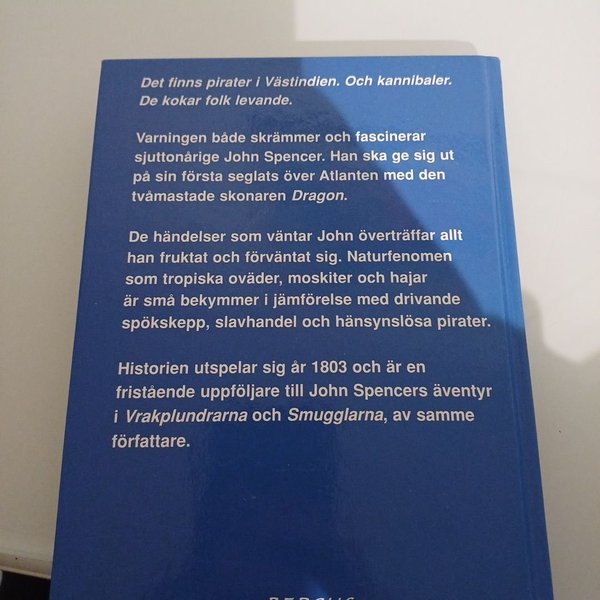 Det finns pirater i Västindien. Och kannibaler.
De kokar folk levande.
Varningen både skrämmer och fascinerar
sjuttonårige John Spencer. Han ska ge sig ut
på sin första seglats över Atlanten med den
tvåmastade skonaren Dragon.
De händelser som väntar John överträffar allt
han fruktat och förväntat sig. Naturfenomen
som tropiska oväder, moskiter och hajar
är små bekymmer i jämförelse med drivande
spökskepp, slavhandel och hänsynslösa pirater.
Historien utspelar sig år 1803 och är en
fristående uppföljare till John Spencers äventyr
i Vrakplundrarna och Smugglarna, av samme
författare.